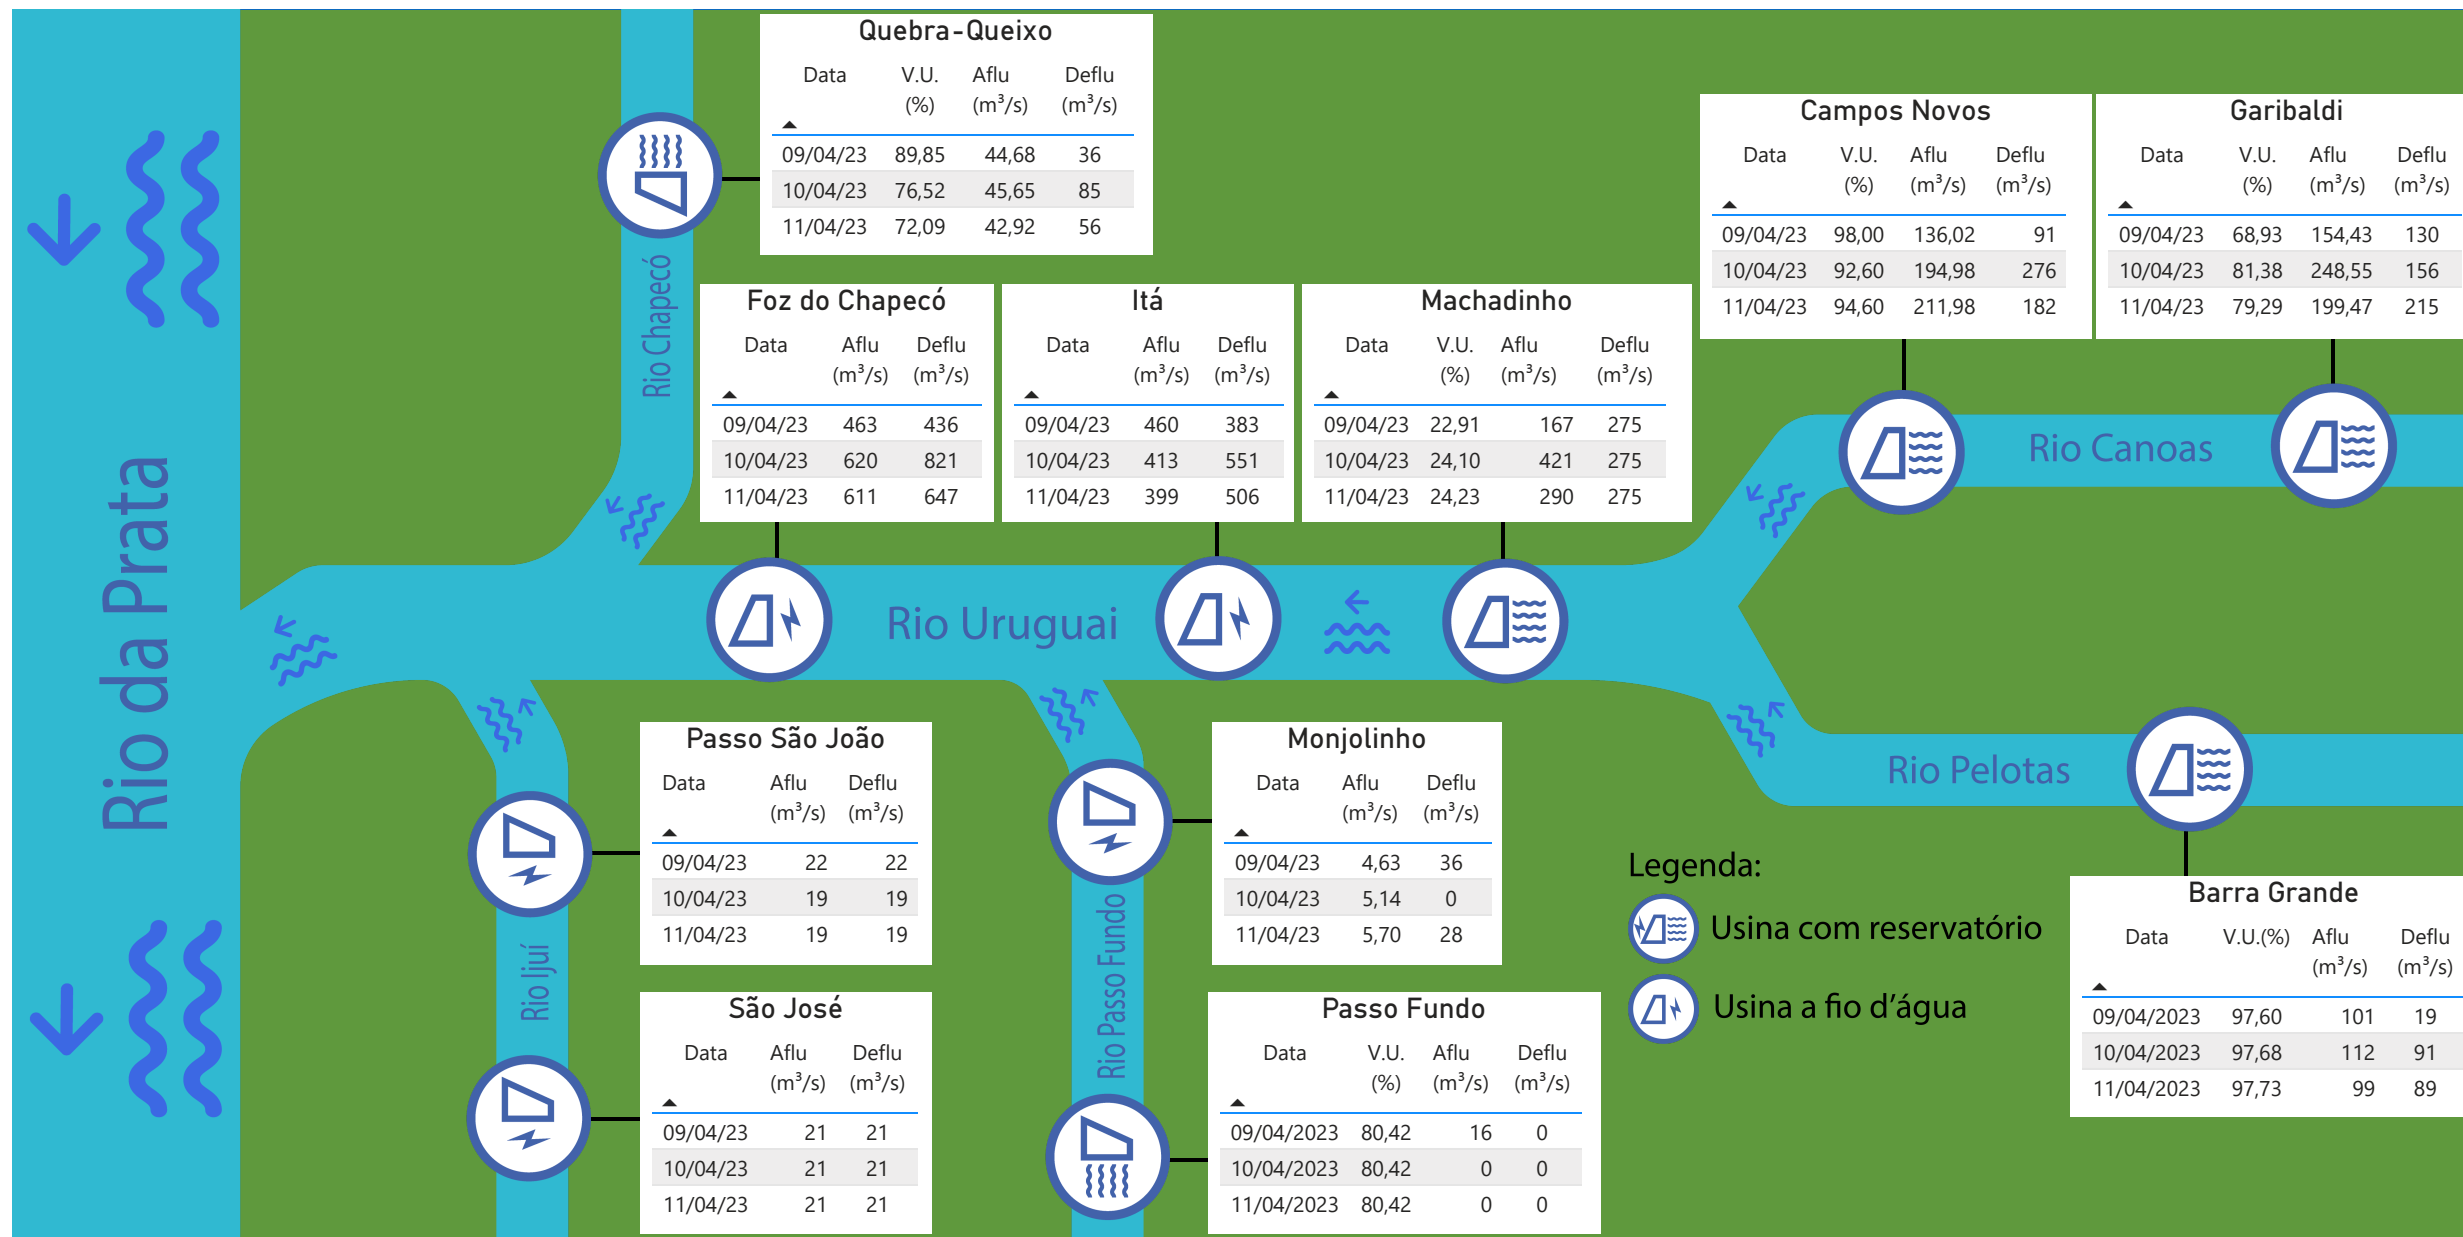 Quebra-Queixo
Data V.U. (%) Aflu (m³/s) Deflu (m³/s)
09/04/23 89,85 44,68 36
10/04/23 76,52 45,65 85
11/04/23 72,09 42,92 56
Campos Novos
Data V.U. (%) Aflu (m³/s) Deflu (m³/s)
09/04/23 98,00 136,02 91
10/04/23 92,60 194,98 276
11/04/23 94,60 211,98 182
Garibaldi
Data V.U. (%) Aflu (m³/s) Deflu (m³/s)
09/04/23 68,93 154,43 130
10/04/23 81,38 248,55 156
11/04/23 79,29 199,47 215
Rio Chapecó
Foz do Chapecó
Data Aflu (m³/s) Deflu (m³/s)
09/04/23 463 436
10/04/23 620 821
11/04/23 611 647
Itá
Data Aflu (m³/s) Deflu (m³/s)
09/04/23 460 383
10/04/23 413 551
11/04/23 399 506
Machadinho
Data V.U. (%) Aflu (m³/s) Deflu (m³/s)
09/04/23 22,91 167 275
10/04/23 24,10 421 275
11/04/23 24,23 290 275
Rio Canoas
Rio da Prata
Rio Uruguai
Rio Pelotas
Passo São João
Data Aflu (m³/s) Deflu (m³/s)
09/04/23 22 22
10/04/23 19 19
11/04/23 19 19
Monjolinho
Data Aflu (m³/s) Deflu (m³/s)
09/04/23 4,63 36
10/04/23 5,14 0
11/04/23 5,70 28
Rio Ijuí
Rio Passo Fundo
Legenda:
Usina com reservatório
Usina a fio d’água
Barra Grande
Data V.U.(%) Aflu (m³/s) Deflu (m³/s)
09/04/2023 97,60 101 19
10/04/2023 97,68 112 91
11/04/2023 97,73 99 89
São José
Data Aflu (m³/s) Deflu (m³/s)
09/04/23 21 21
10/04/23 21 21
11/04/23 21 21
Passo Fundo
Data V.U. (%) Aflu (m³/s) Deflu (m³/s)
09/04/2023 80,42 16 0
10/04/2023 80,42 0 0
11/04/2023 80,42 0 0